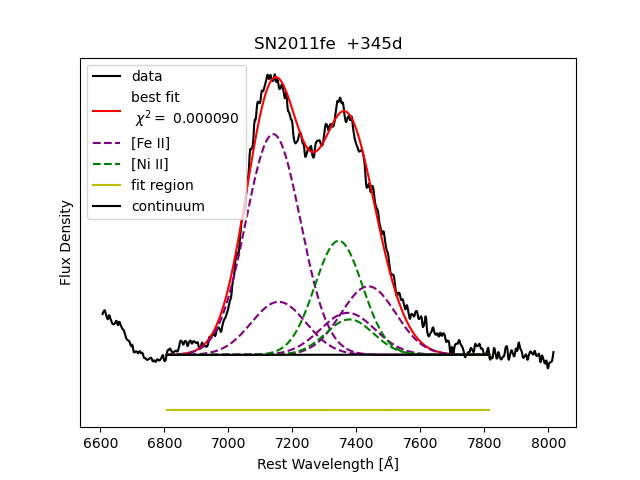 SN2011fe +345d
data
best fit
χ² = 0.000090
[Fe II]
[Ni II]
fit region
continuum
Flux Density
6600 6800 7000 7200 7400 7600 7800 8000
Rest Wavelength [Å]